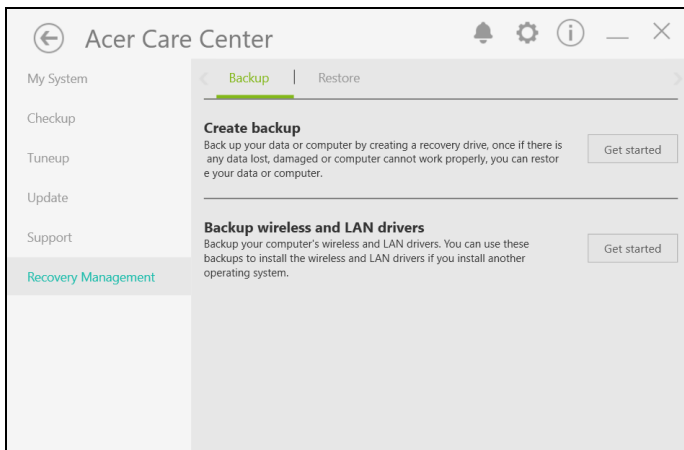 Acer Care Center
My System
Checkup
Tuneup
Update
Support
Recovery Management
Backup | Restore
Create backup
Back up your data or computer by creating a recovery drive, once if there is
any data lost, damaged or computer cannot work properly, you can restor
e your data or computer.
Get started
Backup wireless and LAN drivers
Backup your computer's wireless and LAN drivers. You can use these
backups to install the wireless and LAN drivers if you install another
operating system.
Get started